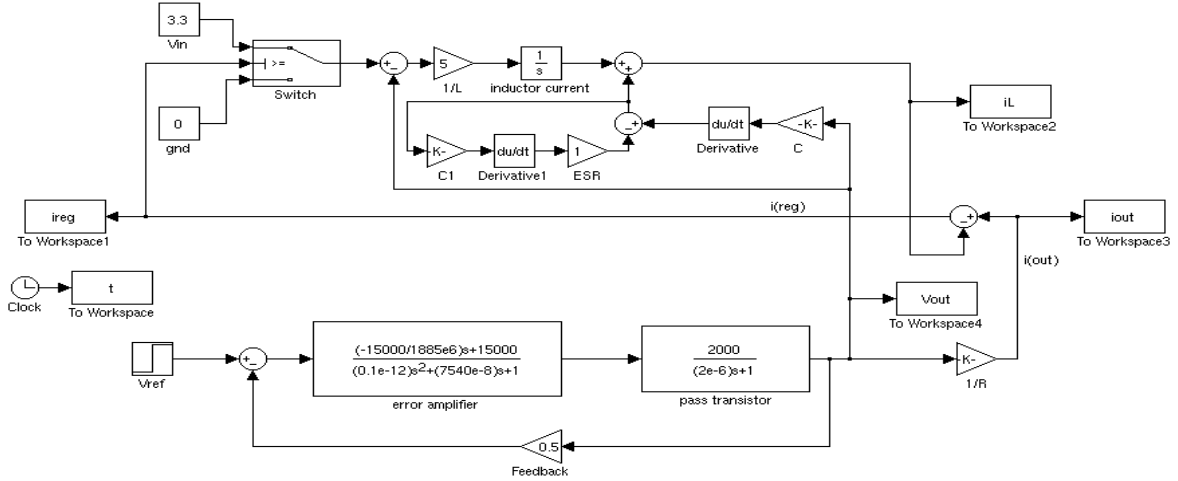 3.3
Vin
>=
Switch
0
gnd
+
_
5
1/L
1
s
inductor current
+
+
iL
To Workspace2
_+
du/dt
Derivative
-K-
C
-K-
C1
du/dt
Derivative1
1
ESR
ireg
To Workspace1
i(reg)
_+
iout
To Workspace3
i(out)
Clock
t
To Workspace
Vout
To Workspace4
Vref
+
_
(-15000/1885e6)s+15000
(0.1e-12)s2+(7540e-8)s+1
error amplifier
2000
(2e-6)s+1
pass transistor
-K-
1/R
0.5
Feedback